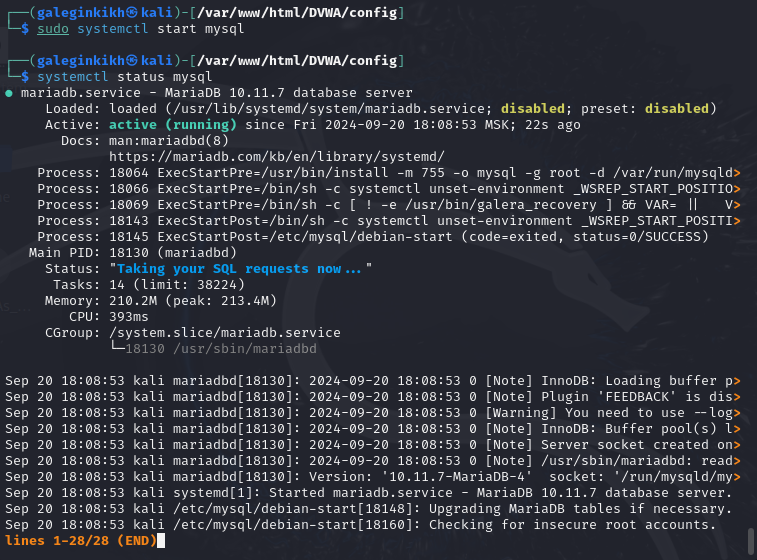 ┌──(galeginkikh㉿kali)-[/var/www/html/DVWA/config]
└─$ sudo systemctl start mysql
┌──(galeginkikh㉿kali)-[/var/www/html/DVWA/config]
└─$ systemctl status mysql
● mariadb.service - MariaDB 10.11.7 database server
Loaded: loaded (/usr/lib/systemd/system/mariadb.service; disabled; preset: disabled)
Active: active (running) since Fri 2024-09-20 18:08:53 MSK; 22s ago
Docs: man:mariadbd(8)
https://mariadb.com/kb/en/library/systemd/
Process: 18064 ExecStartPre=/usr/bin/install -m 755 -o mysql -g root -d /var/run/mysqld>
Process: 18066 ExecStartPre=/bin/sh -c systemctl unset-environment _WSREP_START_POSITIO>
Process: 18069 ExecStartPre=/bin/sh -c [ ! -e /usr/bin/galera_recovery ] && VAR= || V>
Process: 18143 ExecStartPost=/bin/sh -c systemctl unset-environment _WSREP_START_POSITI>
Process: 18145 ExecStartPost=/etc/mysql/debian-start (code=exited, status=0/SUCCESS)
Main PID: 18130 (mariadbd)
Status: "Taking your SQL requests now..."
Tasks: 14 (limit: 38224)
Memory: 210.2M (peak: 213.4M)
CPU: 393ms
CGroup: /system.slice/mariadb.service
└─18130 /usr/sbin/mariadbd
Sep 20 18:08:53 kali mariadbd[18130]: 2024-09-20 18:08:53 0 [Note] InnoDB: Loading buffer p>
Sep 20 18:08:53 kali mariadbd[18130]: 2024-09-20 18:08:53 0 [Note] Plugin 'FEEDBACK' is dis>
Sep 20 18:08:53 kali mariadbd[18130]: 2024-09-20 18:08:53 0 [Warning] You need to use --log>
Sep 20 18:08:53 kali mariadbd[18130]: 2024-09-20 18:08:53 0 [Note] InnoDB: Buffer pool(s) l>
Sep 20 18:08:53 kali mariadbd[18130]: 2024-09-20 18:08:53 0 [Note] Server socket created on>
Sep 20 18:08:53 kali mariadbd[18130]: 2024-09-20 18:08:53 0 [Note] /usr/sbin/mariadbd: read>
Sep 20 18:08:53 kali mariadbd[18130]: Version: '10.11.7-MariaDB-4' socket: '/run/mysqld/my>
Sep 20 18:08:53 kali systemd[1]: Started mariadb.service - MariaDB 10.11.7 database server.
Sep 20 18:08:53 kali /etc/mysql/debian-start[18148]: Upgrading MariaDB tables if necessary.
Sep 20 18:08:53 kali /etc/mysql/debian-start[18160]: Checking for insecure root accounts.
lines 1-28/28 (END)